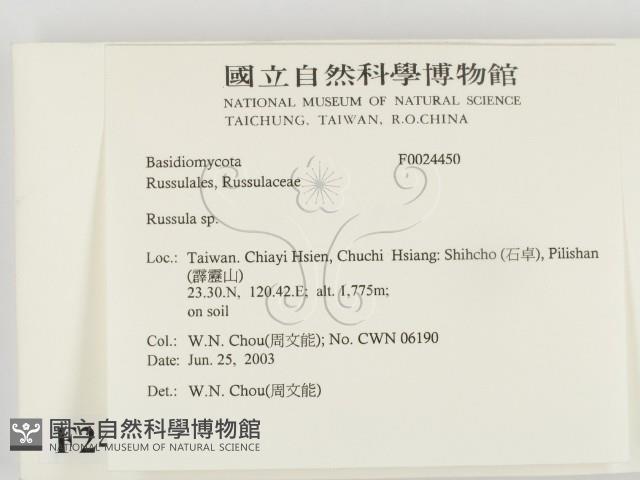 國立自然科學博物館
NATIONAL MUSEUM OF NATURAL SCIENCE
TAICHUNG, TAIWAN, R.O.CHINA
Basidiomycota F0024450
Russulales, Russulaceae
Russula sp.
Loc.: Taiwan. Chiayi Hsien, Chuchi Hsiang: Shihcho (石卓), Pilishan
(霹靂山)
23.30.N, 120.42.E; alt. 1,775m;
on soil
Col.: W.N. Chou(周文能); No. CWN 06190
Date: Jun. 25, 2003
Det.: W.N. Chou(周文能)
國立自然科學博物館
NATIONAL MUSEUM OF NATURAL SCIENCE